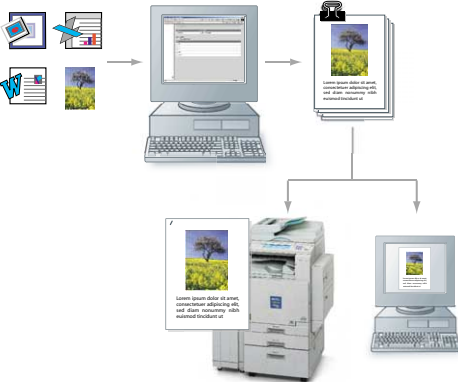 W
Lorem ipsum dolor sit amet,
consectetuer adipiscing elit,
sed diam nonummy nibh
euismod tincidunt ut
Lorem ipsum dolor sit amet,
consectetuer adipiscing elit,
sed diam nonummy nibh
euismod tincidunt ut